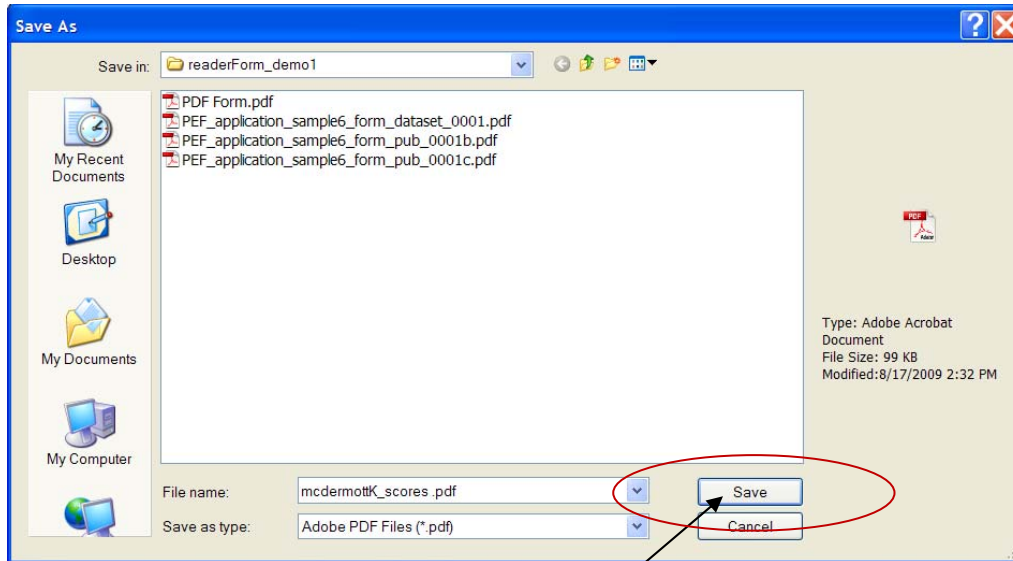 Save As
Save in: readerForm_demo1
My Recent
Documents
Desktop
My Documents
My Computer
PDF Form.pdf
PEF_application_sample6_form_dataset_0001.pdf
PEF_application_sample6_form_pub_0001b.pdf
PEF_application_sample6_form_pub_0001c.pdf
PDF
Adobe
Type: Adobe Acrobat
Document
File Size: 99 KB
Modified:8/17/2009 2:32 PM
File name: mcdermottK_scores .pdf Save
Save as type: Adobe PDF Files (*.pdf) Cancel